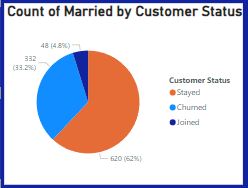 Count of Married by Customer Status
48 (4.8%)
332
(33.2%)
Customer Status
Stayed
Churned
Joined
620 (62%)